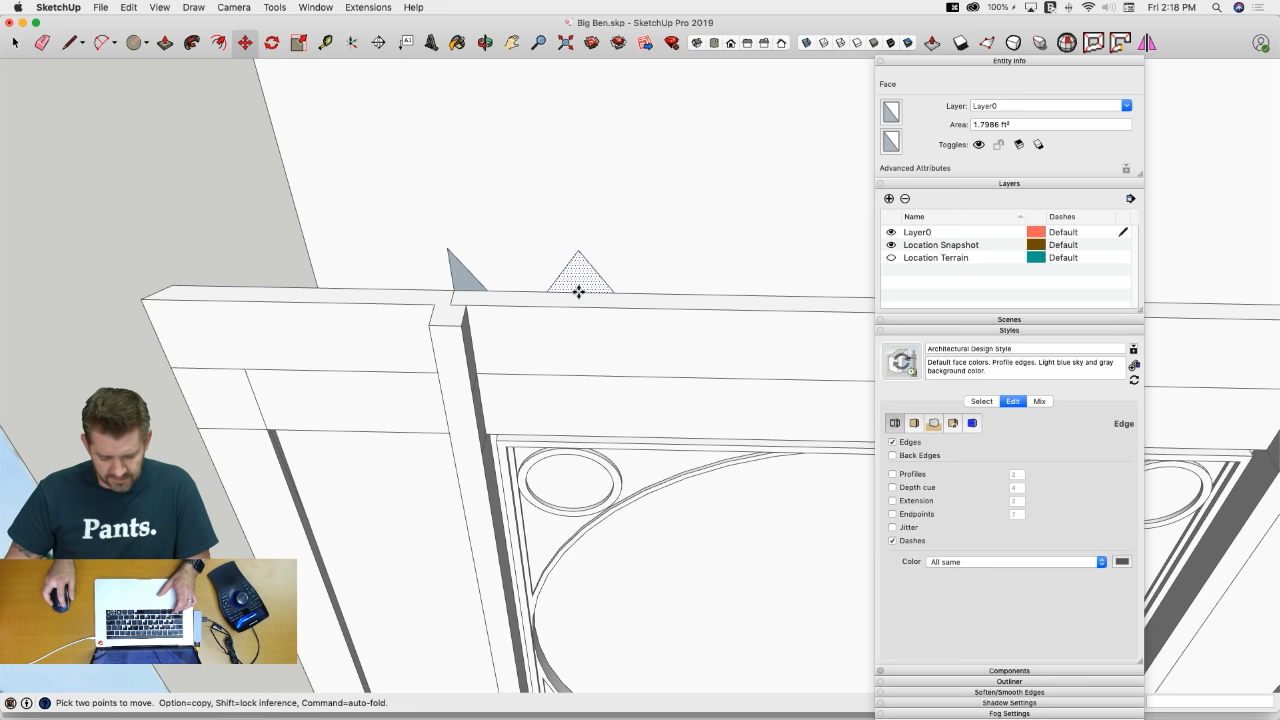 SketchUp File Edit View Draw Camera Tools Window Extensions Help 100% Fri 2:18 PM
Big Ben.skp - SketchUp Pro 2019
Entity Info
Face
Layer: Layer0
Area: 1.7986 ft²
Toggles:
Advanced Attributes
Layers
Name Dashes
Layer0 Default
Location Snapshot Default
Location Terrain Default
Scenes
Styles
Architectural Design Style
Default face colors. Profile edges. Light blue sky and gray
background color.
Select Edit Mix
Edge
Edges
Back Edges
Profiles 2
Depth cue 4
Extension 2
Endpoints 7
Jitter
Dashes
Color All same
Components
Outliner
Soften/Smooth Edges
Shadow Settings
Fog Settings
Pants.
Pick two points to move. Option=copy, Shift=lock inference, Command=auto-fold.